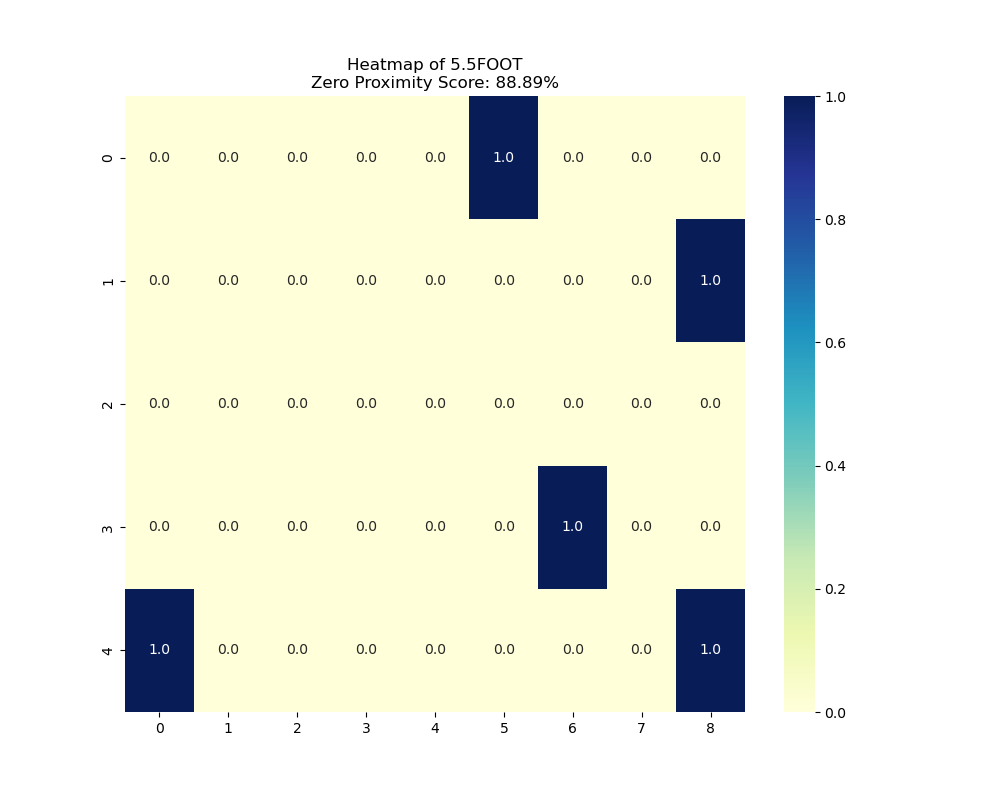 Heatmap of 5.5FOOT
Zero Proximity Score: 88.89%
0 0.0 0.0 0.0 0.0 0.0 1.0 0.0 0.0 0.0
1 0.0 0.0 0.0 0.0 0.0 0.0 0.0 0.0 1.0
2 0.0 0.0 0.0 0.0 0.0 0.0 0.0 0.0 0.0
3 0.0 0.0 0.0 0.0 0.0 0.0 1.0 0.0 0.0
4 1.0 0.0 0.0 0.0 0.0 0.0 0.0 0.0 1.0
0 1 2 3 4 5 6 7 8
1.0
0.8
0.6
0.4
0.2
0.0